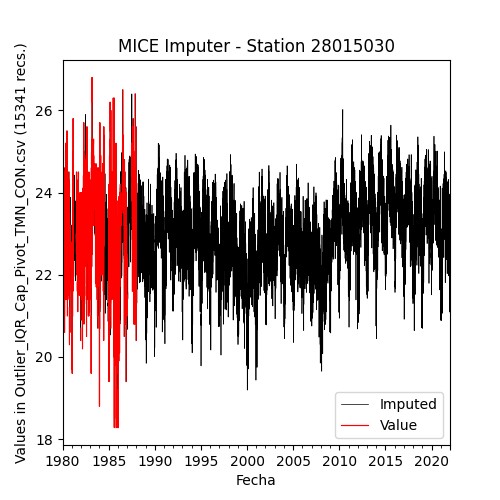 MICE Imputer - Station 28015030
Values in Outlier_IQR_Cap_Pivot_TMN_CON.csv (15341 recs.)
26
24
22
20
18
Imputed
Value
1980 1985 1990 1995 2000 2005 2010 2015 2020
Fecha